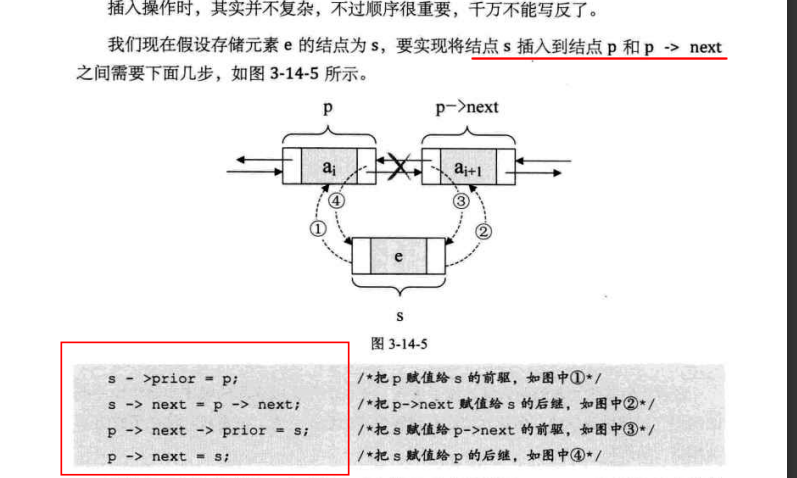 插入操作时，其实并不复杂，不过顺序很重要，千万不能写反了。
我们现在假设存储元素 e 的结点为 s，要实现将结点 s 插入到结点 p 和 p -> next
之间需要下面几步，如图 3-14-5 所示。
p p->next
ai ai+1
④ ③
① ②
e
s
图 3-14-5
s - >prior = p; /*把 p 赋值给 s 的前驱，如图中①*/
s -> next = p -> next; /*把 p->next 赋值给 s 的后继，如图中②*/
p -> next -> prior = s; /*把 s 赋值给 p->next 的前驱，如图中③*/
p -> next = s; /*把 s 赋值给 p 的后继，如图中④*/